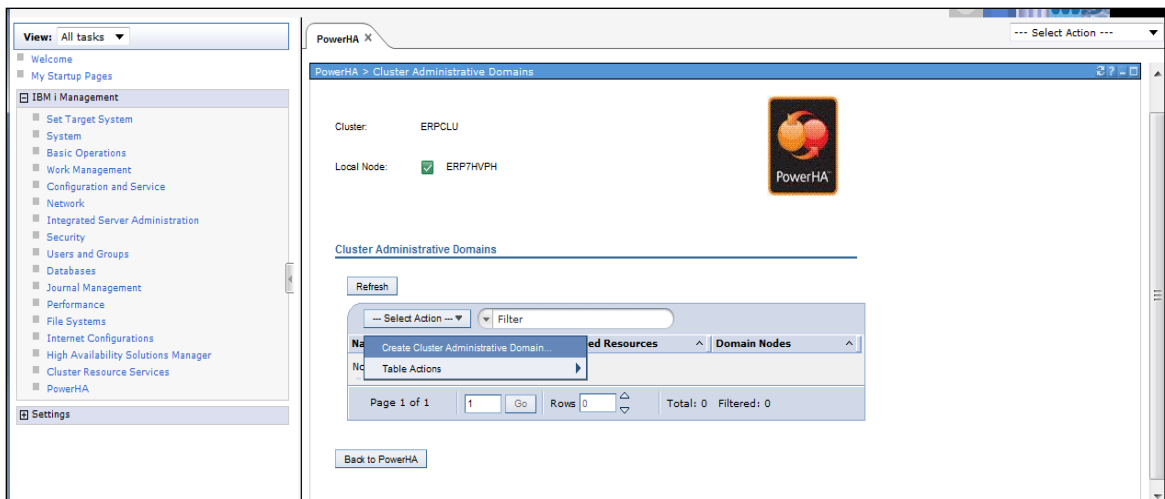 View: All tasks
Welcome
My Startup Pages
IBM i Management
Set Target System
System
Basic Operations
Work Management
Configuration and Service
Network
Integrated Server Administration
Security
Users and Groups
Databases
Journal Management
Performance
File Systems
Internet Configurations
High Availability Solutions Manager
Cluster Resource Services
PowerHA
Settings
PowerHA X
--- Select Action ---
PowerHA > Cluster Administrative Domains
Cluster: ERPCLU
Local Node: ERP7HVPH
PowerHA
Cluster Administrative Domains
Refresh
--- Select Action --- Filter
Na ed Resources Domain Nodes
Create Cluster Administrative Domain...
No
Table Actions
Page 1 of 1 1 Go Rows 0 Total: 0 Filtered: 0
Back to PowerHA